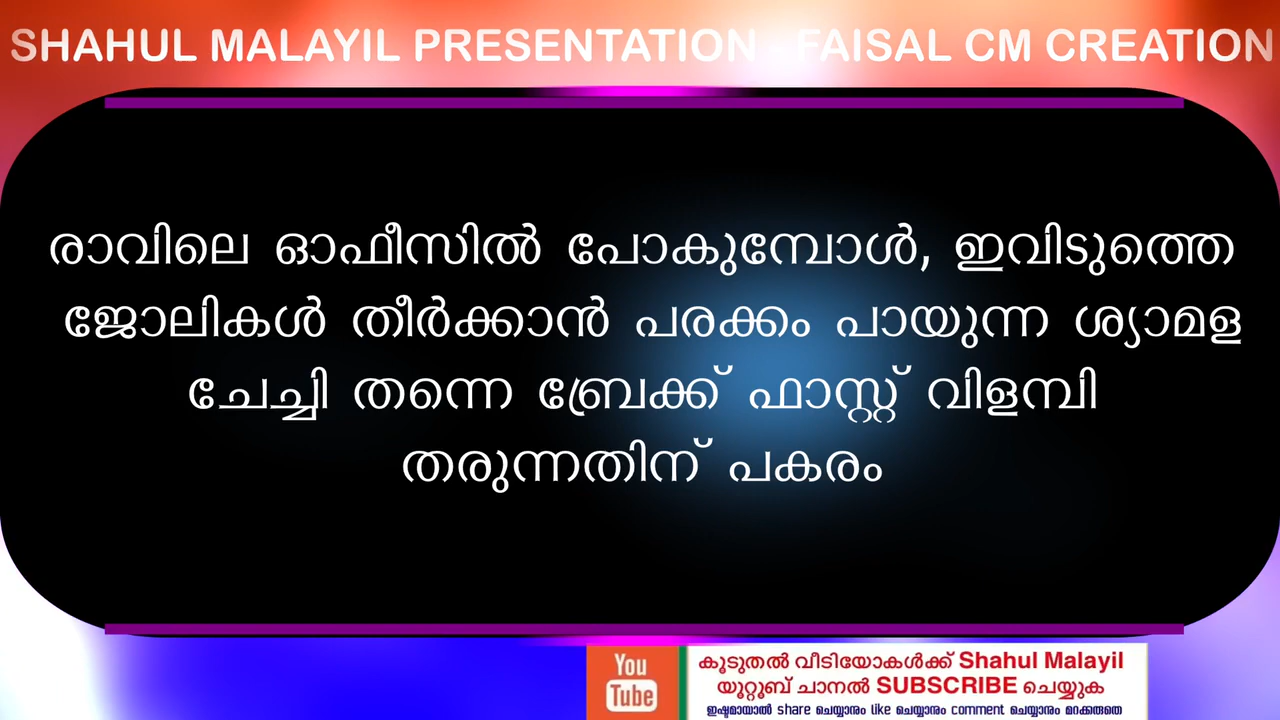 SHAHUL MALAYIL PRESENTATION FAISAL CM CREATION
രാവിലെ ഓഫീസിൽ പോകുമ്പോൾ, ഇവിടുത്തെ
ജോലികൾ തീർക്കാൻ പരക്കം പായുന്ന ശ്യാമള
ചേച്ചി തന്നെ ബ്രേക്ക് ഫാസ്റ്റ് വിളമ്പി
തരുന്നതിന് പകരം
You
Tube
കൂടുതൽ വീടിയോകൾക്ക് Shahul Malayil
യൂറ്റൂബ് ചാനൽ SUBSCRIBE ചെയ്യുക
ഇഷ്ടമായാൽ share ചെയ്യാനും like ചെയ്യാനും comment ചെയ്യാനും മറക്കരുതെ